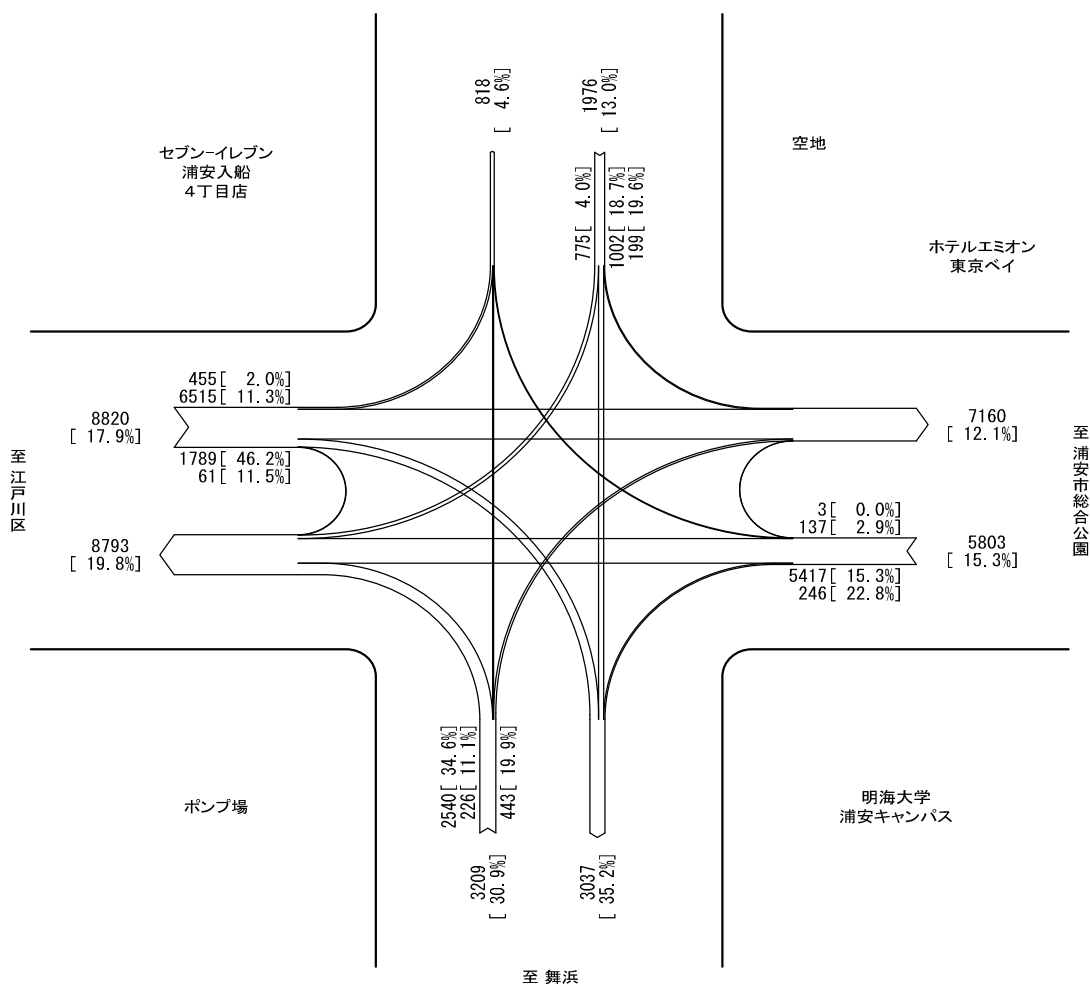 818
[ 4.6%]
1976
[ 13.0%]
セブン-イレブン
浦安入船
4丁目店
空地
775[ 4.0%]
1002[ 18.7%]
199[ 19.6%]
ホテルエミオン
東京ベイ
455[ 2.0%]
6515[ 11.3%]
8820
[ 17.9%]
1789[ 46.2%]
61[ 11.5%]
7160
[ 12.1%]
至 江戸川区
至 浦安市総合公園
3[ 0.0%]
137[ 2.9%]
8793
[ 19.8%]
5803
[ 15.3%]
5417[ 15.3%]
246[ 22.8%]
2540[ 34.6%]
226[ 11.1%]
443[ 19.9%]
ポンプ場
明海大学
浦安キャンパス
3209
[ 30.9%]
3037
[ 35.2%]
至 舞浜